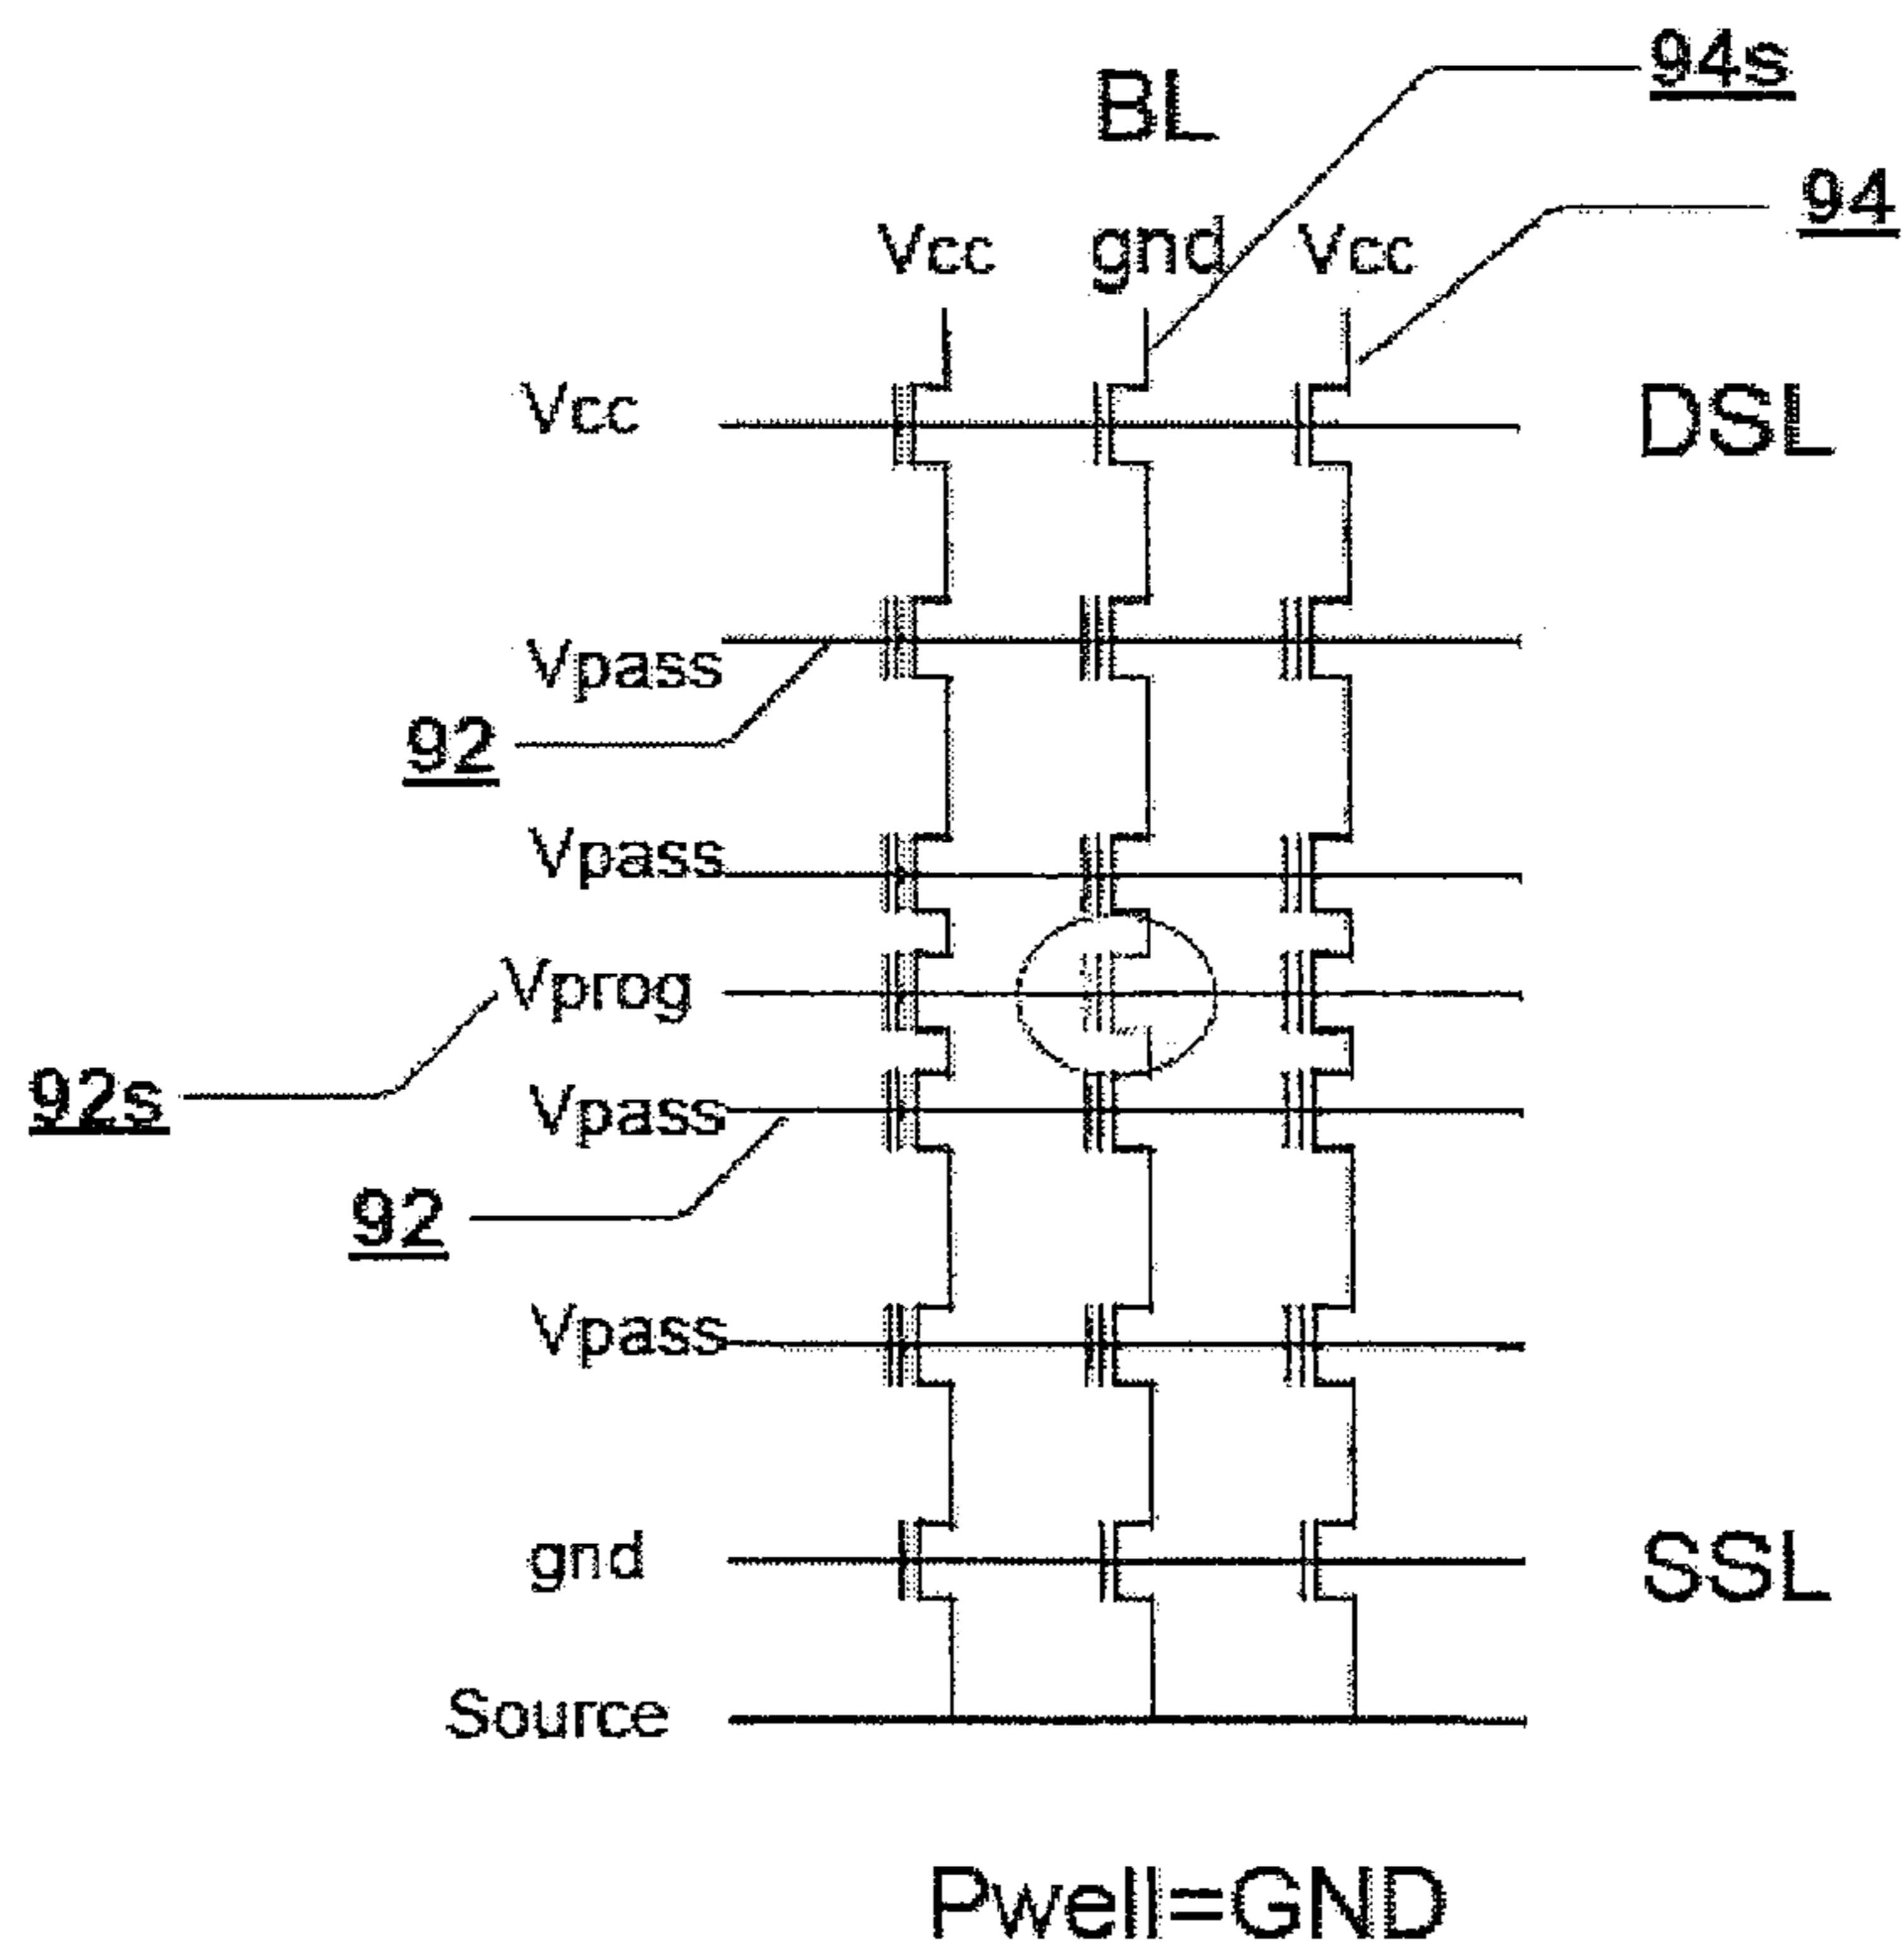 94s
BL
94
Vcc gnd Vcc
Vcc
DSL
Vpass
92
Vpass
Vprog
92s
Vpass
92
Vpass
gnd
SSL
Source
Pwell=GND